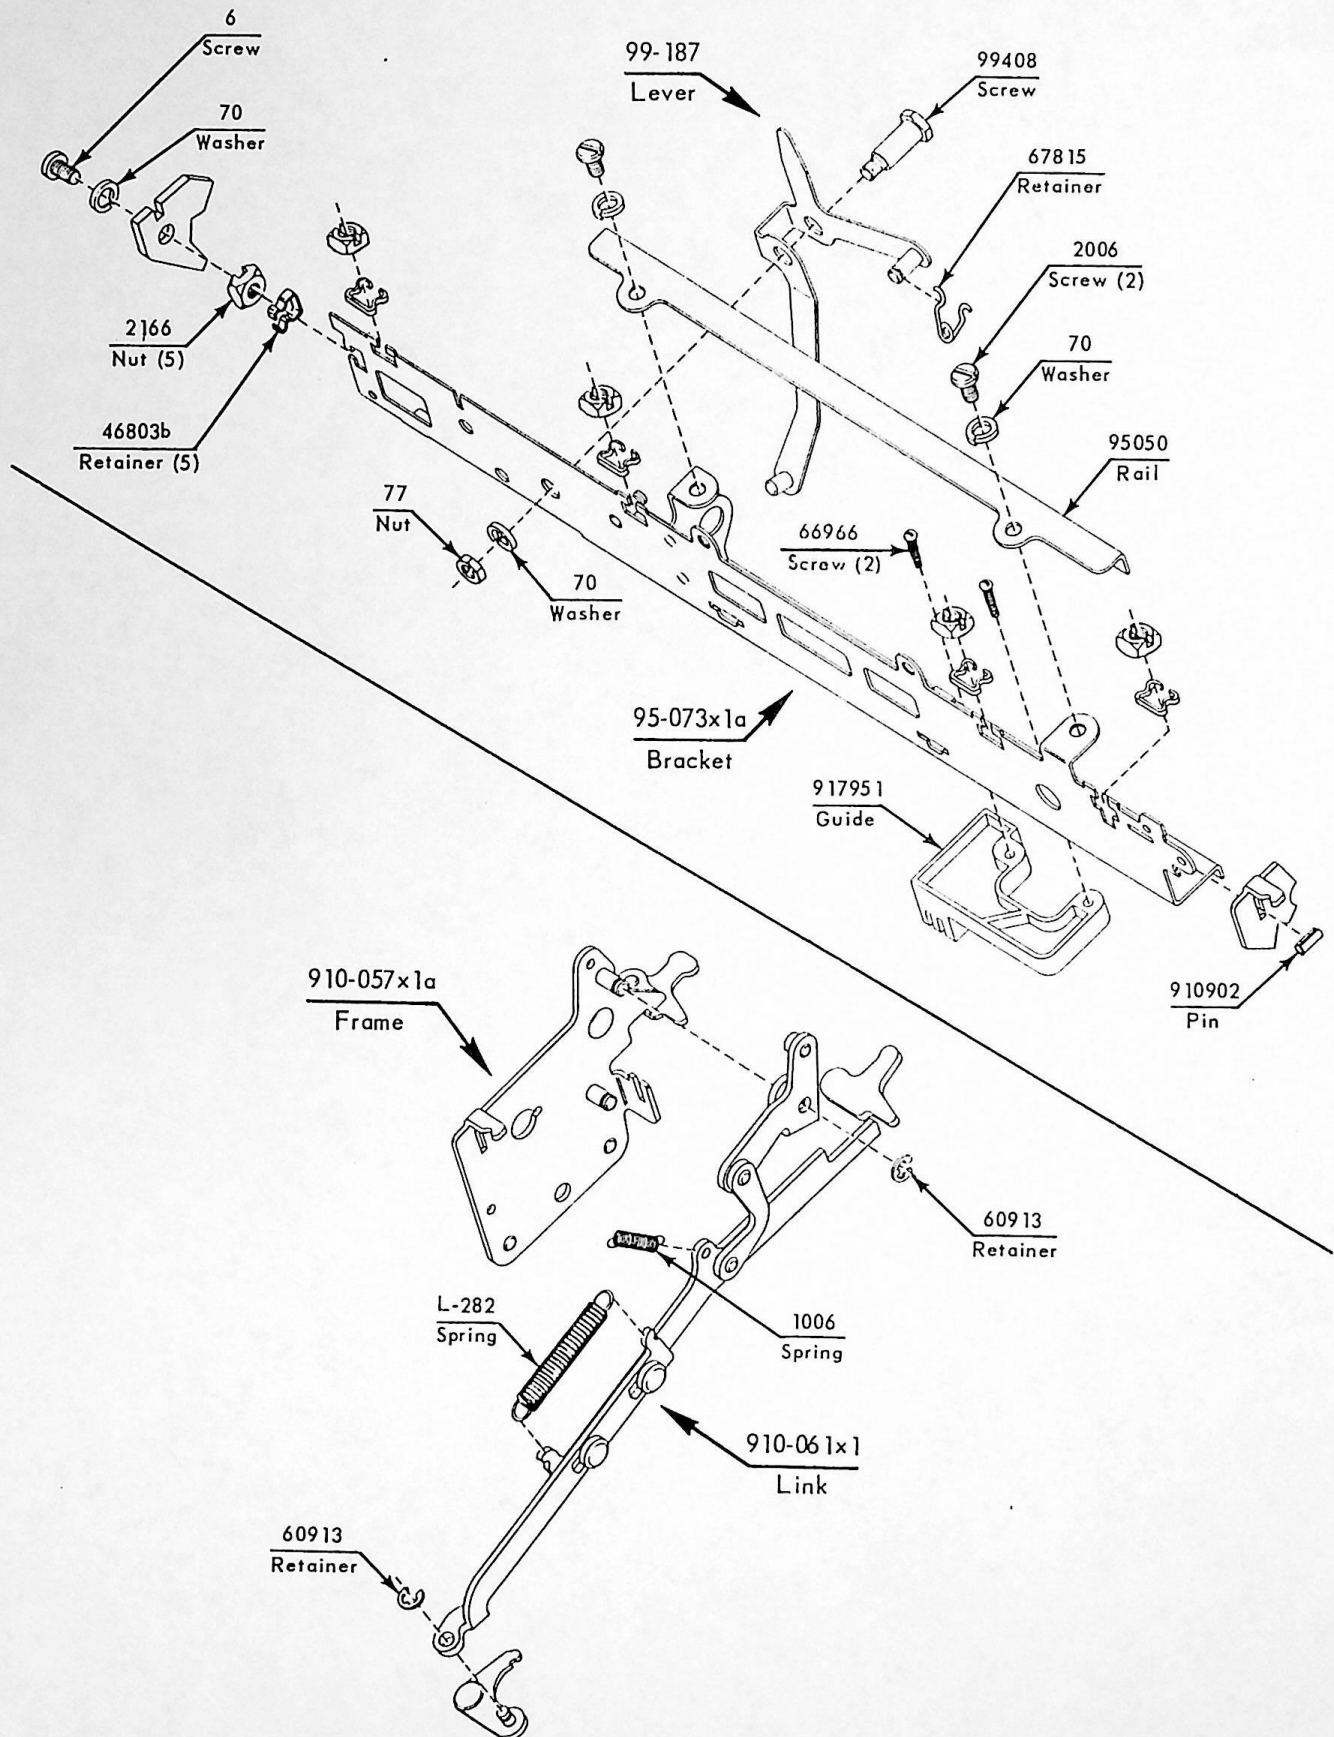 6
Screw
70
Washer
99-187
Lever
99408
Screw
67815
Retainer
2006
Screw (2)
70
Washer
2166
Nut (5)
46803b
Retainer (5)
95050
Rail
77
Nut
70
Washer
66966
Screw (2)
95-073x1a
Bracket
917951
Guide
910902
Pin
910-057x1a
Frame
60913
Retainer
L-282
Spring
1006
Spring
910-061x1
Link
60913
Retainer